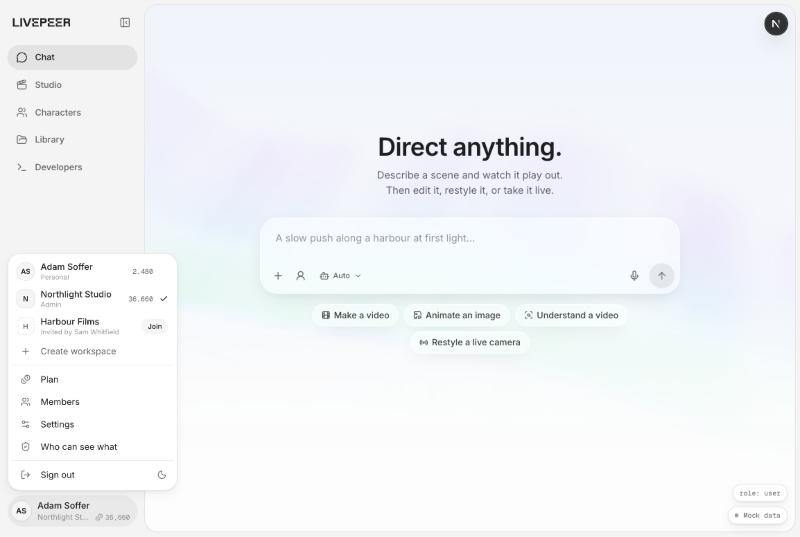 LIVEPEER
Chat
Studio
Characters
Library
Developers
N
Direct anything.
Describe a scene and watch it play out.
Then edit it, restyle it, or take it live.
A slow push along a harbour at first light...
Auto
Make a video
Animate an image
Understand a video
Restyle a live camera
AS Adam Soffer 2,480
Personal
N Northlight Studio 36,660
Admin
H Harbour Films Join
Invited by Sam Whitfield
Create workspace
Plan
Members
Settings
Who can see what
Sign out
AS Adam Soffer
Northlight St... 36,660
role: user
Mock data